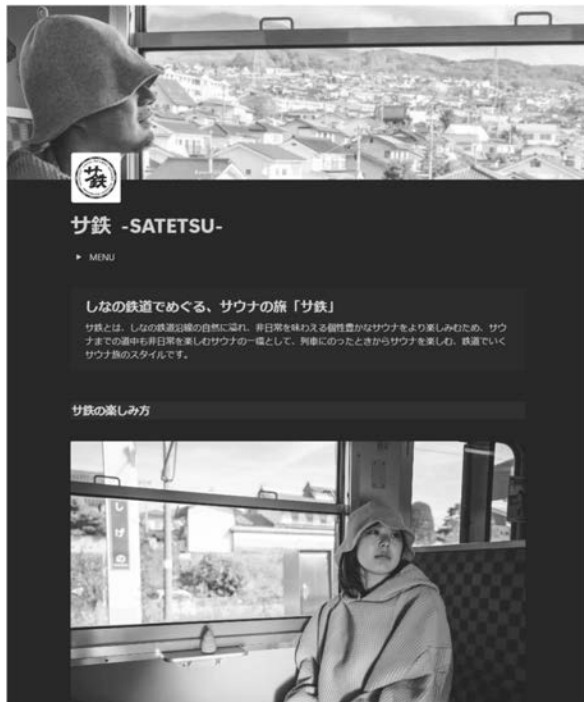 サ鉄
サ鉄 -SATETSU-
▶ MENU
しなの鉄道でめぐる、サウナの旅「サ鉄」
サ鉄とは、しなの鉄道沿線の自然に溢れ、非日常を味わえる個性豊かなサウナをより楽しみむため、サウ
ナまでの道中も非日常を楽しむサウナの一環として、列車にのったときからサウナを楽しむ、鉄道でいく
サウナ旅のスタイルです。
サ鉄の楽しみ方
しげの